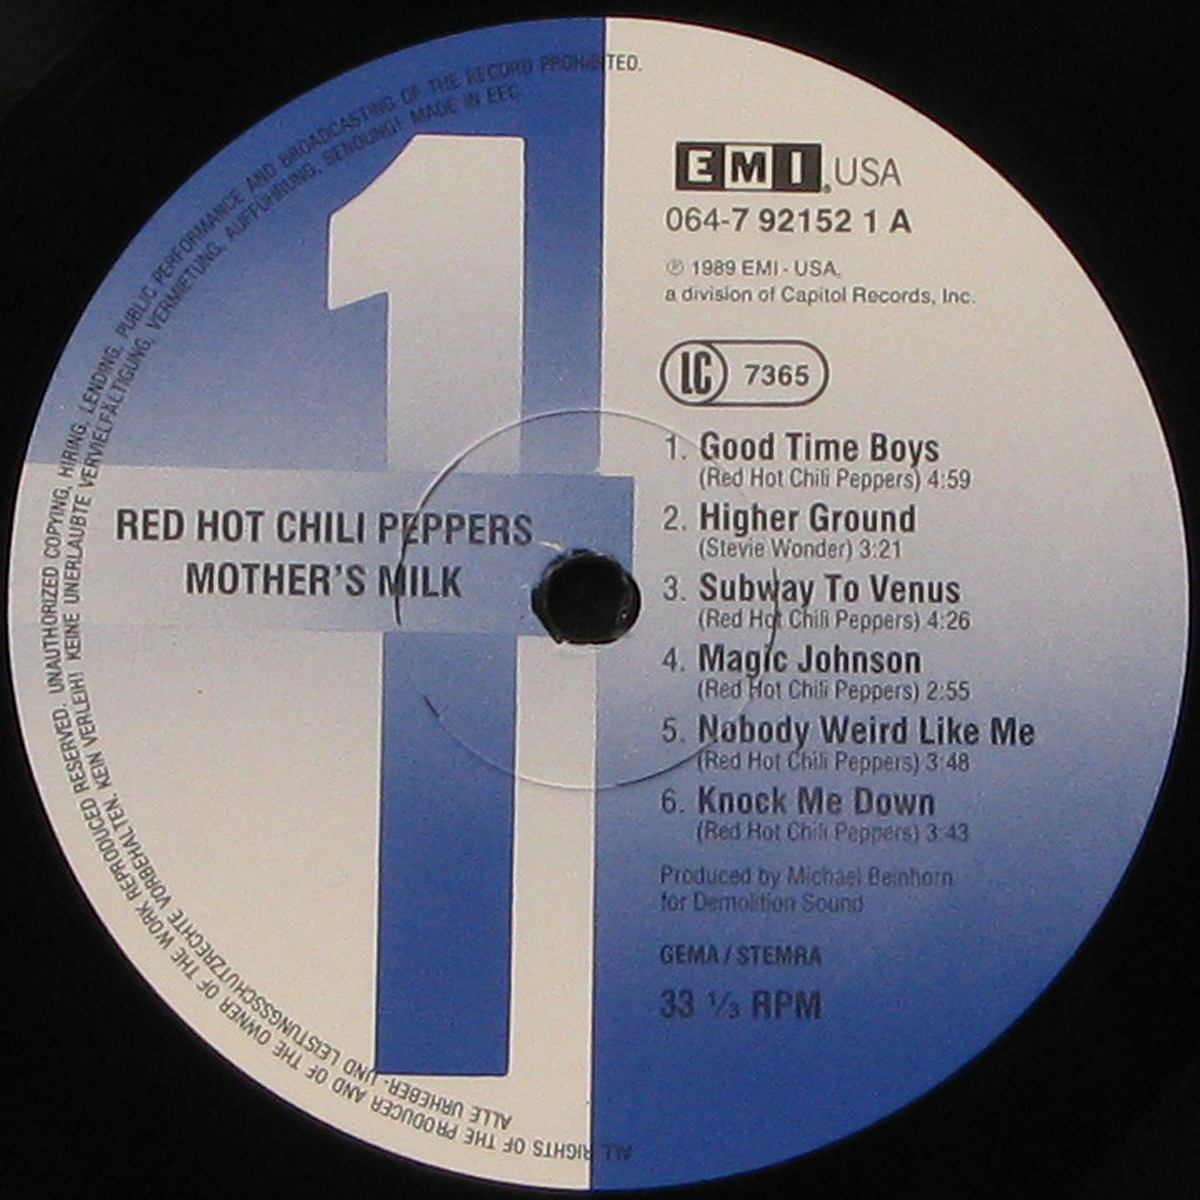 ALL RIGHTS OF THE PRODUCER AND OF THE OWNER OF THE WORK REPRODUCED RESERVED. UNAUTHORIZED COPYING, HIRING, LENDING, PUBLIC PERFORMANCE AND BROADCASTING OF THE RECORD PROHIBITED.
ALLE URHEBER- UND LEISTUNGSSCHUTZRECHTE VORBEHALTEN. KEIN VERLEIH! KEINE UNERLAUBTE VERVIELFÄLTIGUNG, VERMIETUNG, AUFFÜHRUNG, SENDUNG! MADE IN EEC
1
RED HOT CHILI PEPPERS
MOTHER'S MILK
EMI USA
064-7 92152 1 A
℗ 1989 EMI - USA,
a division of Capitol Records, Inc.
LC 7365
1. Good Time Boys
(Red Hot Chili Peppers) 4:59
2. Higher Ground
(Stevie Wonder) 3:21
3. Subway To Venus
(Red Hot Chili Peppers) 4:26
4. Magic Johnson
(Red Hot Chili Peppers) 2:55
5. Nobody Weird Like Me
(Red Hot Chili Peppers) 3:48
6. Knock Me Down
(Red Hot Chili Peppers) 3:43
Produced by Michael Beinhorn
for Demolition Sound
GEMA / STEMRA
33 ⅓ RPM